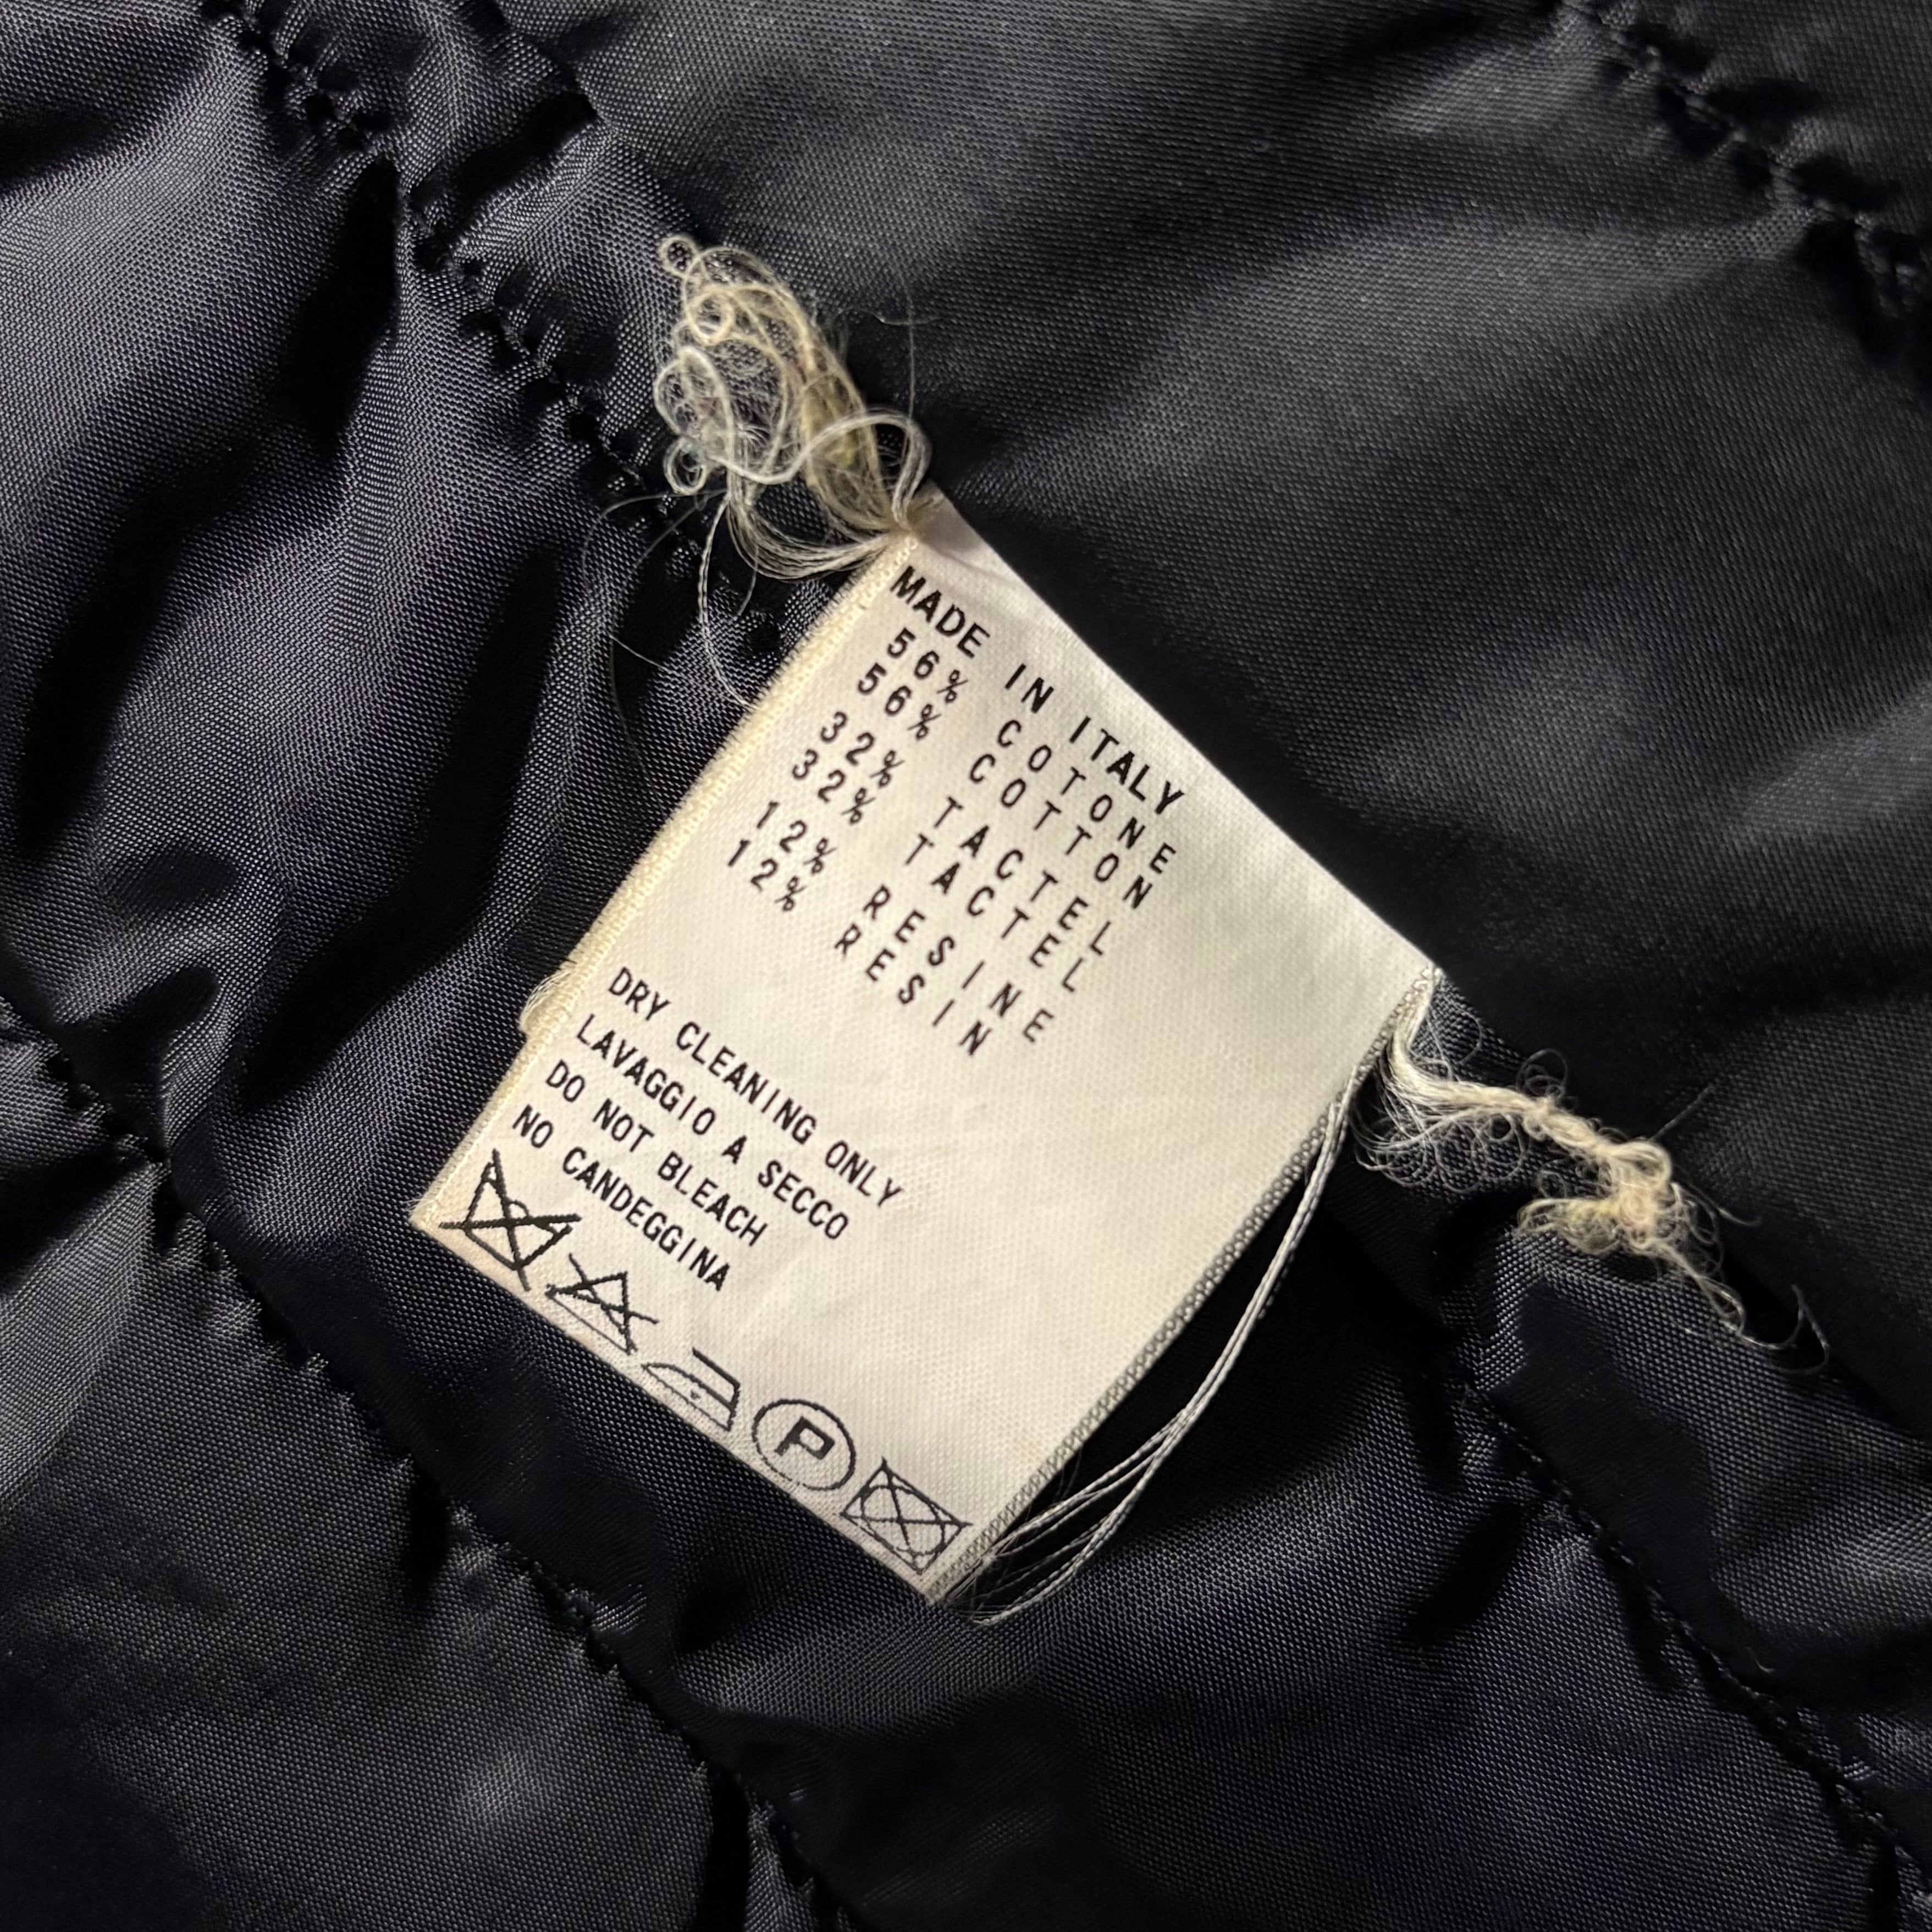 MADE IN ITALY
56% COTONE
56% COTTON
32% TACTEL
32% TACTEL
12% RESINE
12% RESIN
DRY CLEANING ONLY
LAVAGGIO A SECCO
DO NOT BLEACH
NO CANDEGGINA
P